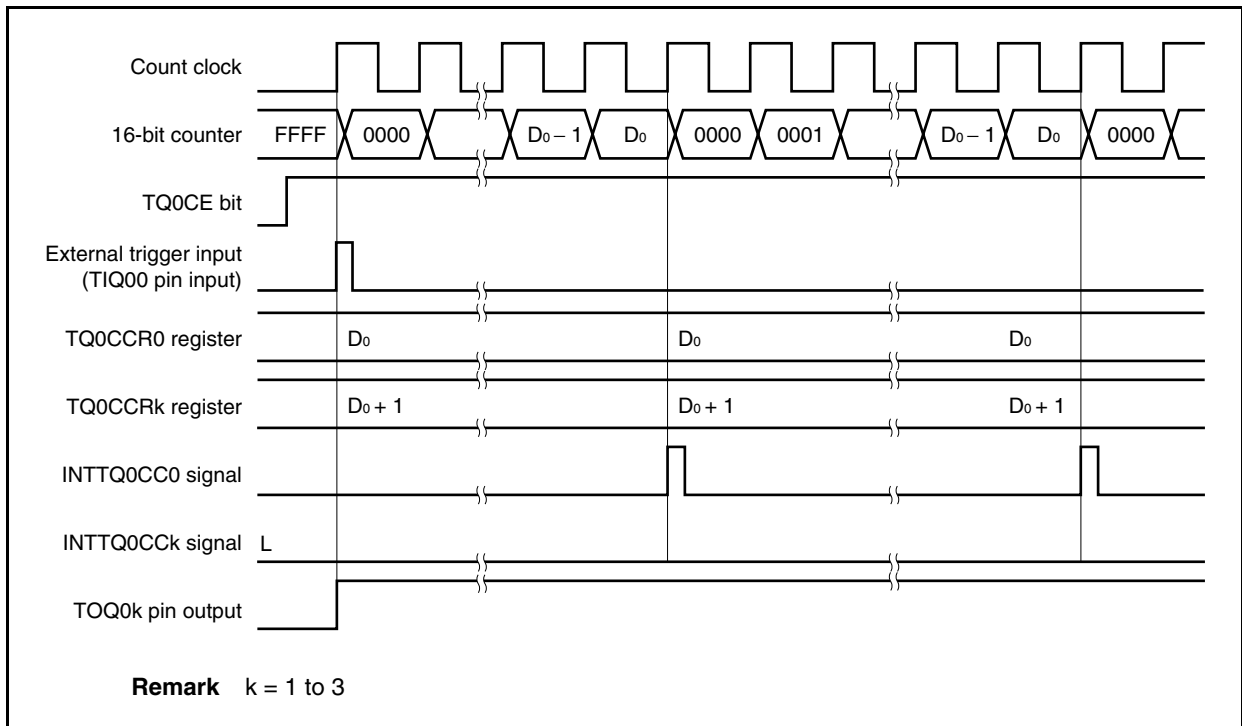 Count clock
16-bit counter FFFF 0000 D0 – 1 D0 0000 0001 D0 – 1 D0 0000
TQ0CE bit
External trigger input
(TIQ00 pin input)
TQ0CCR0 register D0 D0 D0
TQ0CCRk register D0 + 1 D0 + 1 D0 + 1
INTTQ0CC0 signal
INTTQ0CCk signal L
TOQ0k pin output
Remark k = 1 to 3